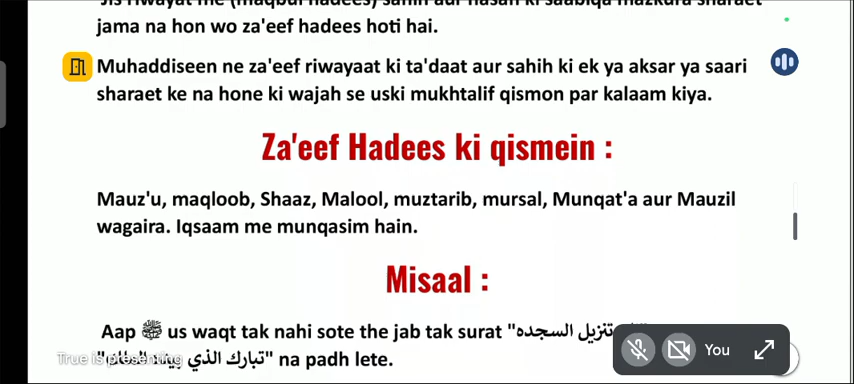 jama na hon wo za'eef hadees hoti hai.
Muhaddiseen ne za'eef riwayaat ki ta'daat aur sahih ki ek ya aksar ya saari
sharaet ke na hone ki wajah se uski mukhtalif qismon par kalaam kiya.
Za'eef Hadees ki qismein :
Mauz'u, maqloob, Shaaz, Malool, muztarib, mursal, Munqat'a aur Mauzil
wagaira. Iqsaam me munqasim hain.
Misaal :
Aap ﷺ us waqt tak nahi sote the jab tak surat "تنزيل السجده
"تبارك الذي" na padh lete.
True is presenting
You